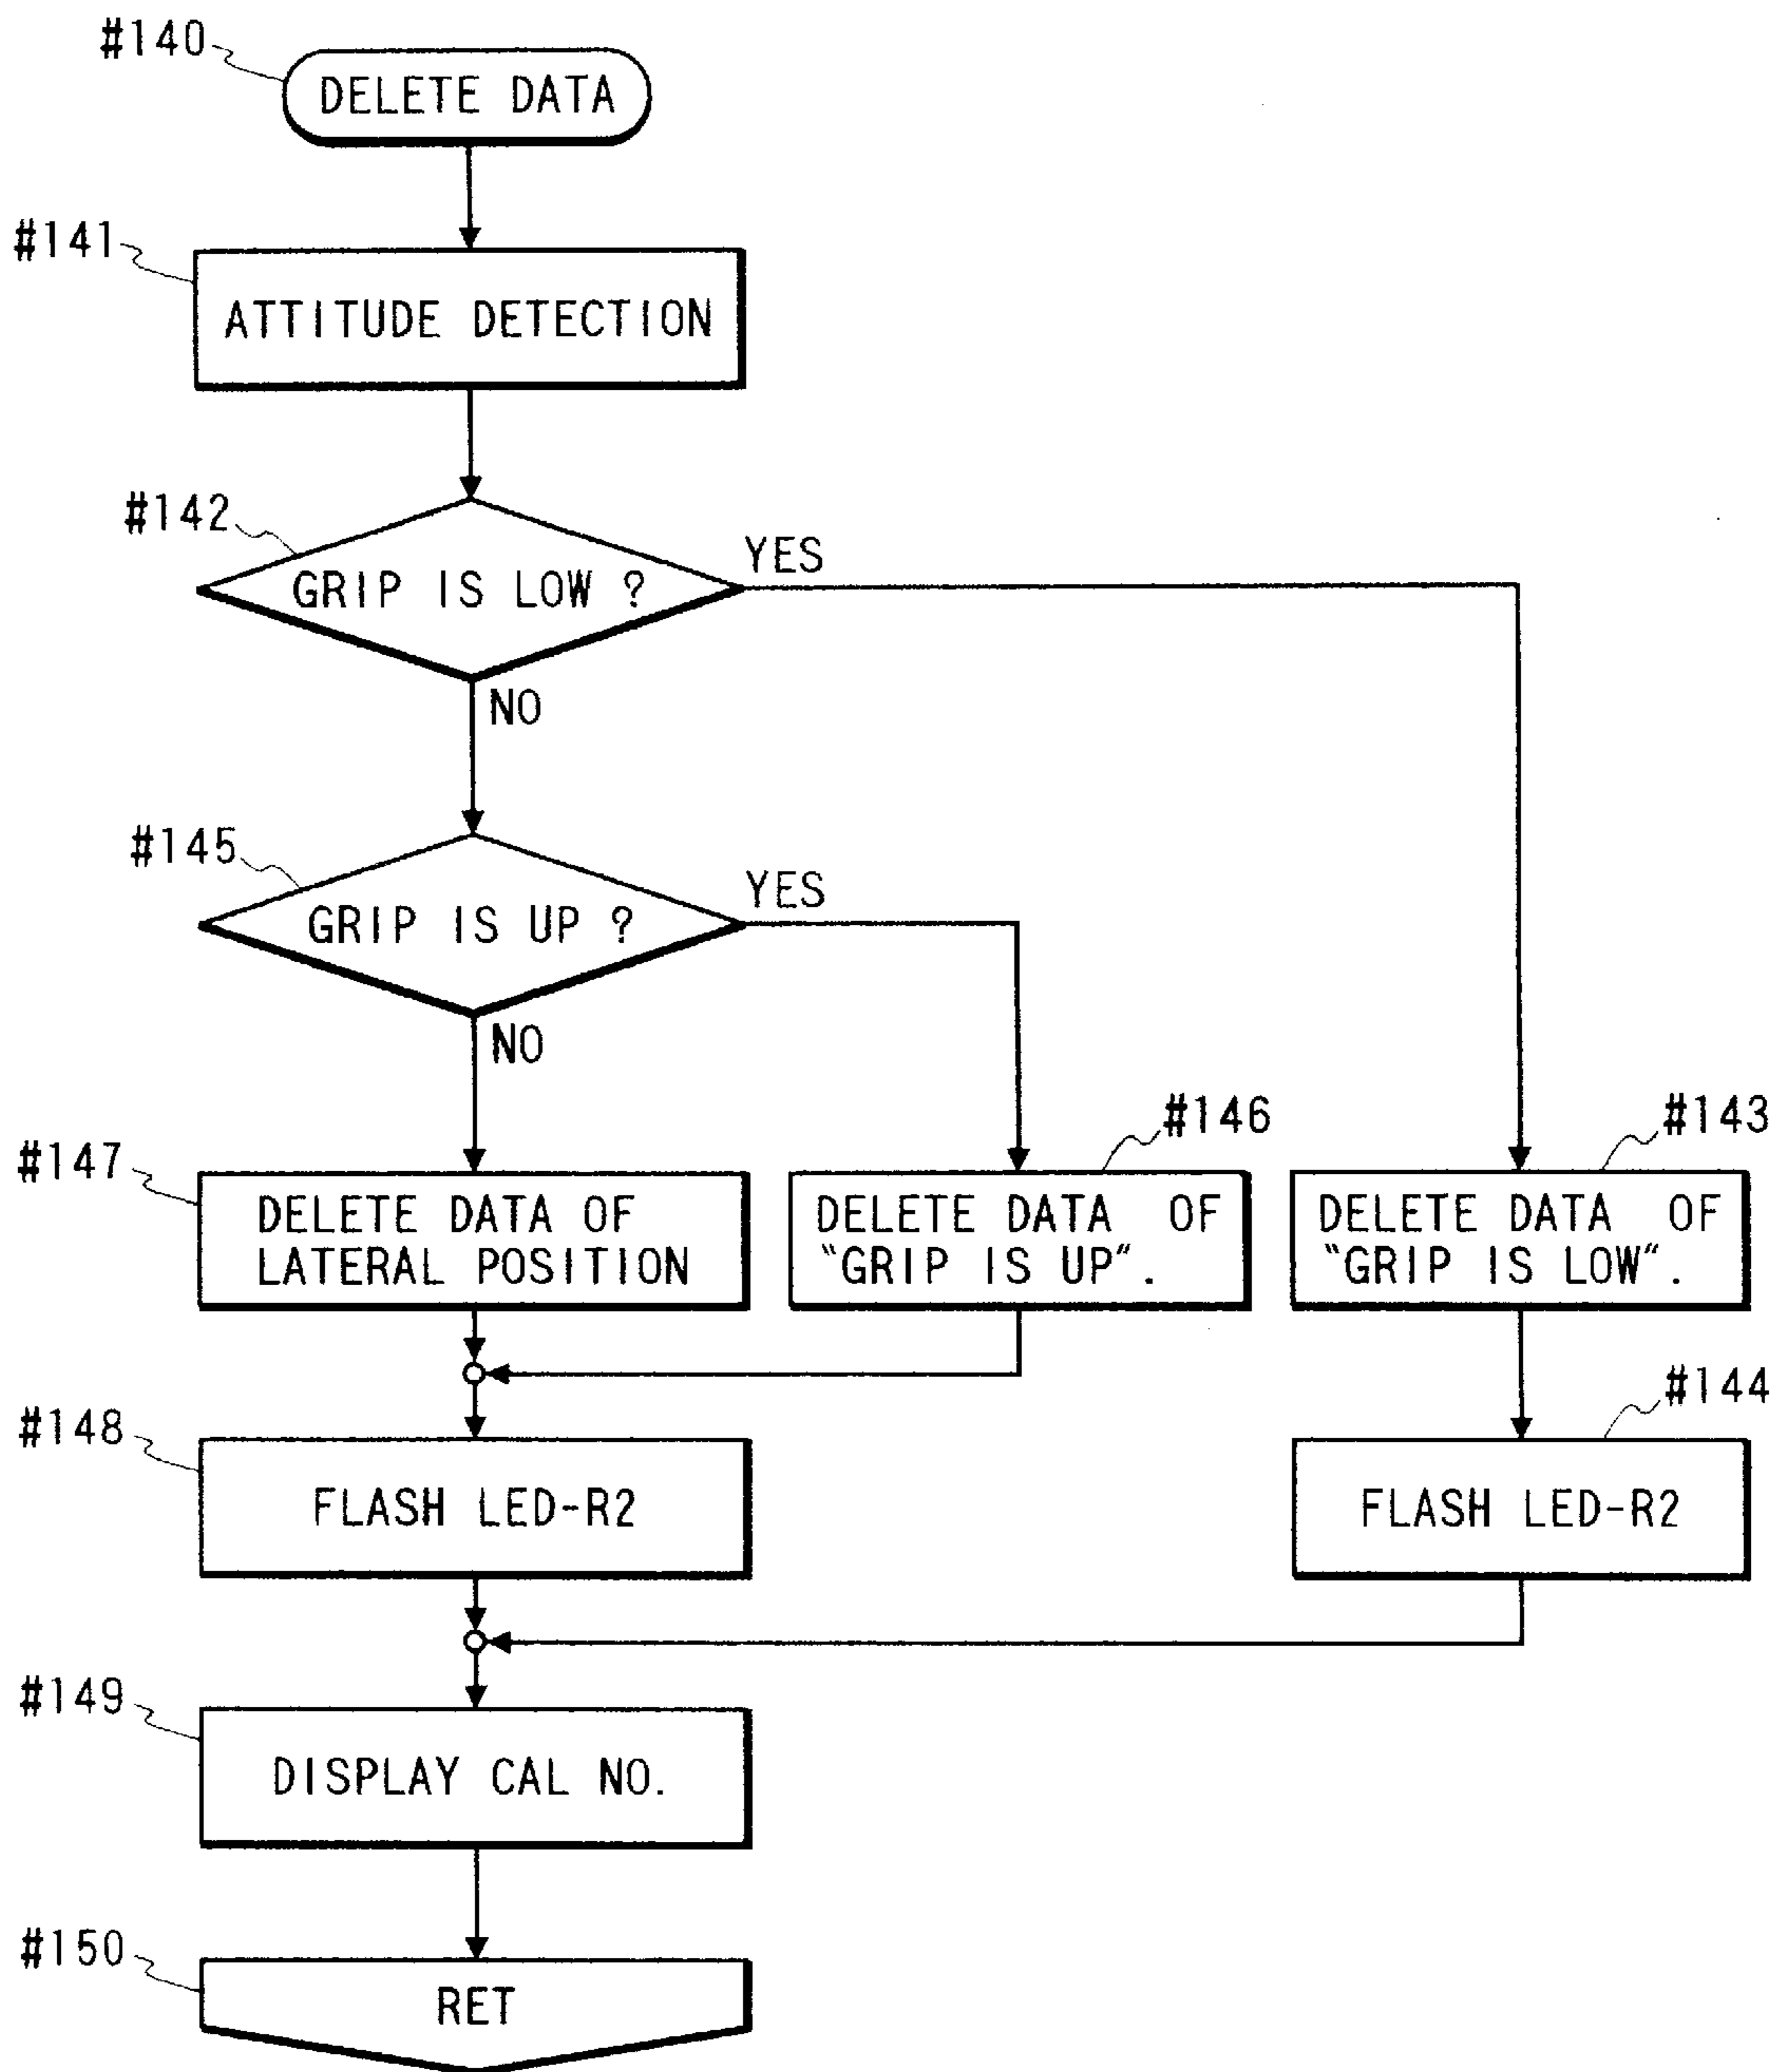 #140
DELETE DATA
#141
ATTITUDE DETECTION
#142
GRIP IS LOW ?
YES
NO
#145
GRIP IS UP ?
YES
NO
#147
DELETE DATA OF
LATERAL POSITION
#146
DELETE DATA OF
"GRIP IS UP".
#143
DELETE DATA OF
"GRIP IS LOW".
#148
FLASH LED-R2
#144
FLASH LED-R2
#149
DISPLAY CAL NO.
#150
RET